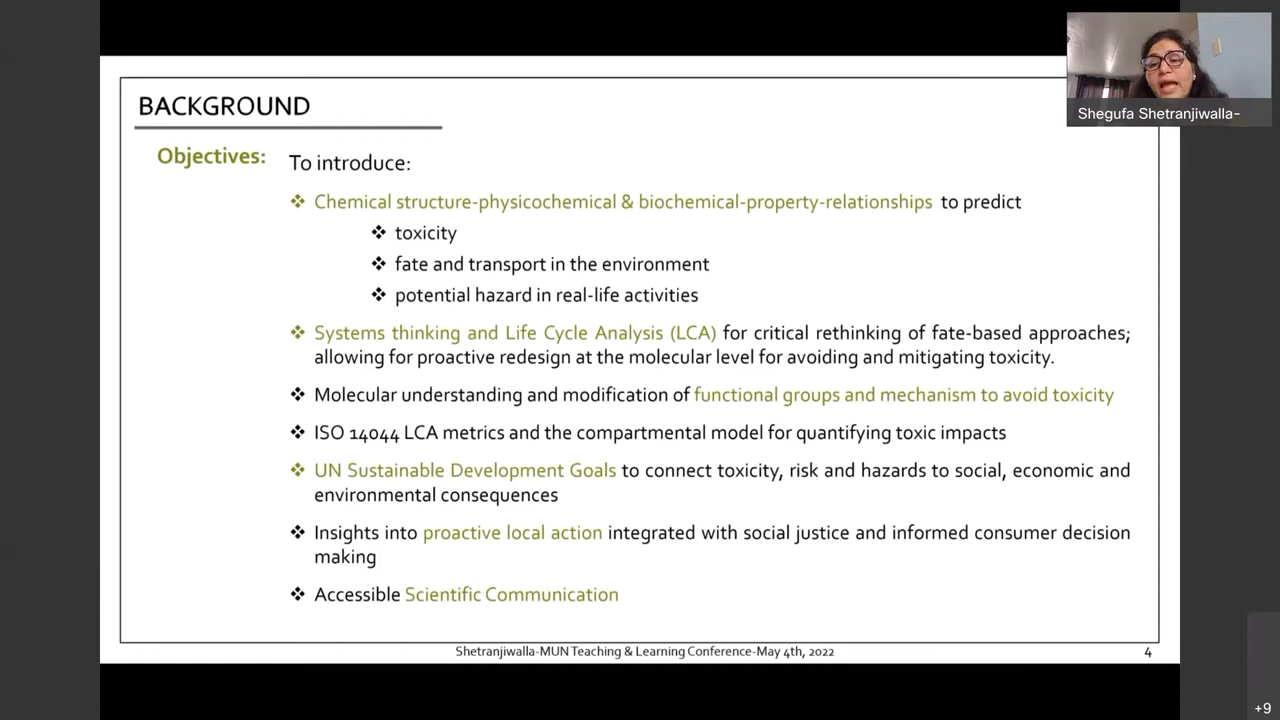 Shegufa Shetranjiwalla-
BACKGROUND
Objectives: To introduce:
❖ Chemical structure-physicochemical & biochemical-property-relationships to predict
❖ toxicity
❖ fate and transport in the environment
❖ potential hazard in real-life activities
❖ Systems thinking and Life Cycle Analysis (LCA) for critical rethinking of fate-based approaches;
allowing for proactive redesign at the molecular level for avoiding and mitigating toxicity.
❖ Molecular understanding and modification of functional groups and mechanism to avoid toxicity
❖ ISO 14044 LCA metrics and the compartmental model for quantifying toxic impacts
❖ UN Sustainable Development Goals to connect toxicity, risk and hazards to social, economic and
environmental consequences
❖ Insights into proactive local action integrated with social justice and informed consumer decision
making
❖ Accessible Scientific Communication
Shetranjiwalla-MUN Teaching & Learning Conference-May 4th, 2022
4
+9